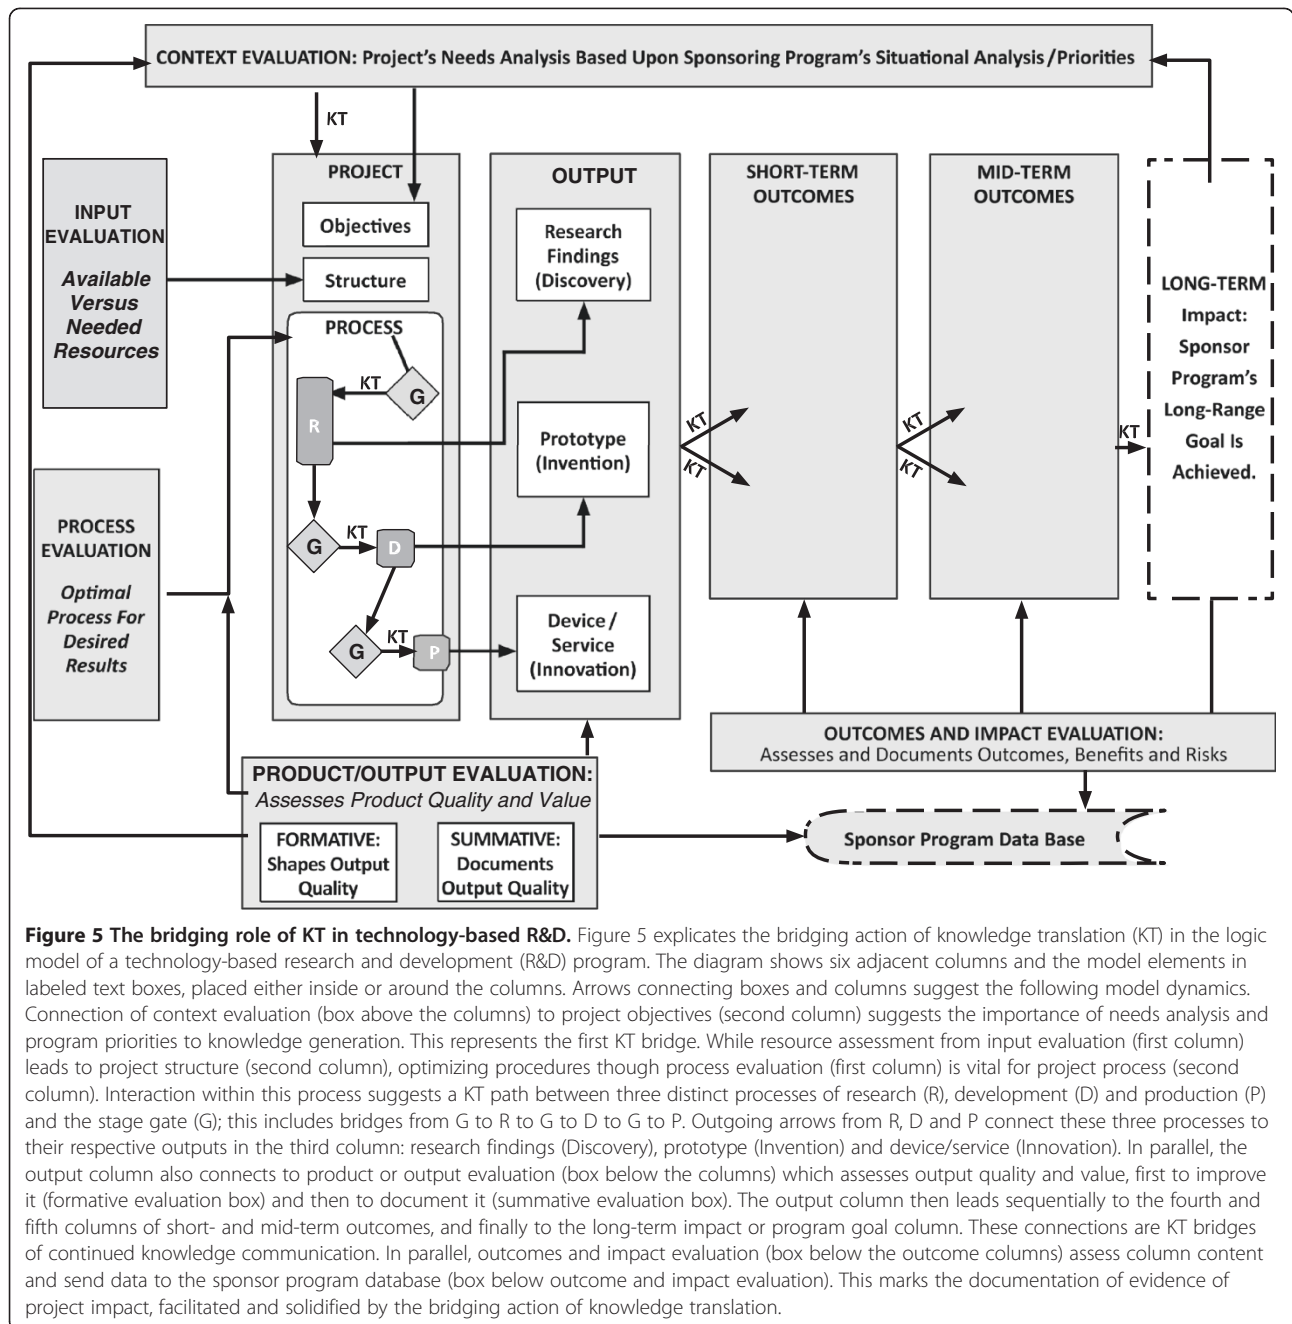 CONTEXT EVALUATION: Project's Needs Analysis Based Upon Sponsoring Program's Situational Analysis/Priorities
KT
INPUT
EVALUATION
Available
Versus
Needed
Resources
PROCESS
EVALUATION
Optimal
Process For
Desired
Results
PROJECT
Objectives
Structure
PROCESS
G
KT
R
G
KT
D
G
KT
P
OUTPUT
Research
Findings
(Discovery)
Prototype
(Invention)
Device/
Service
(Innovation)
KT
KT
SHORT-TERM
OUTCOMES
KT
KT
MID-TERM
OUTCOMES
KT
LONG-TERM
Impact:
Sponsor
Program's
Long-Range
Goal Is
Achieved.
OUTCOMES AND IMPACT EVALUATION:
Assesses and Documents Outcomes, Benefits and Risks
PRODUCT/OUTPUT EVALUATION:
Assesses Product Quality and Value
FORMATIVE:
Shapes Output
Quality
SUMMATIVE:
Documents
Output Quality
Sponsor Program Data Base
Figure 5 The bridging role of KT in technology-based R&D. Figure 5 explicates the bridging action of knowledge translation (KT) in the logic
model of a technology-based research and development (R&D) program. The diagram shows six adjacent columns and the model elements in
labeled text boxes, placed either inside or around the columns. Arrows connecting boxes and columns suggest the following model dynamics.
Connection of context evaluation (box above the columns) to project objectives (second column) suggests the importance of needs analysis and
program priorities to knowledge generation. This represents the first KT bridge. While resource assessment from input evaluation (first column)
leads to project structure (second column), optimizing procedures though process evaluation (first column) is vital for project process (second
column). Interaction within this process suggests a KT path between three distinct processes of research (R), development (D) and production (P)
and the stage gate (G); this includes bridges from G to R to G to D to G to P. Outgoing arrows from R, D and P connect these three processes to
their respective outputs in the third column: research findings (Discovery), prototype (Invention) and device/service (Innovation). In parallel, the
output column also connects to product or output evaluation (box below the columns) which assesses output quality and value, first to improve
it (formative evaluation box) and then to document it (summative evaluation box). The output column then leads sequentially to the fourth and
fifth columns of short- and mid-term outcomes, and finally to the long-term impact or program goal column. These connections are KT bridges
of continued knowledge communication. In parallel, outcomes and impact evaluation (box below the outcome columns) assess column content
and send data to the sponsor program database (box below outcome and impact evaluation). This marks the documentation of evidence of
project impact, facilitated and solidified by the bridging action of knowledge translation.